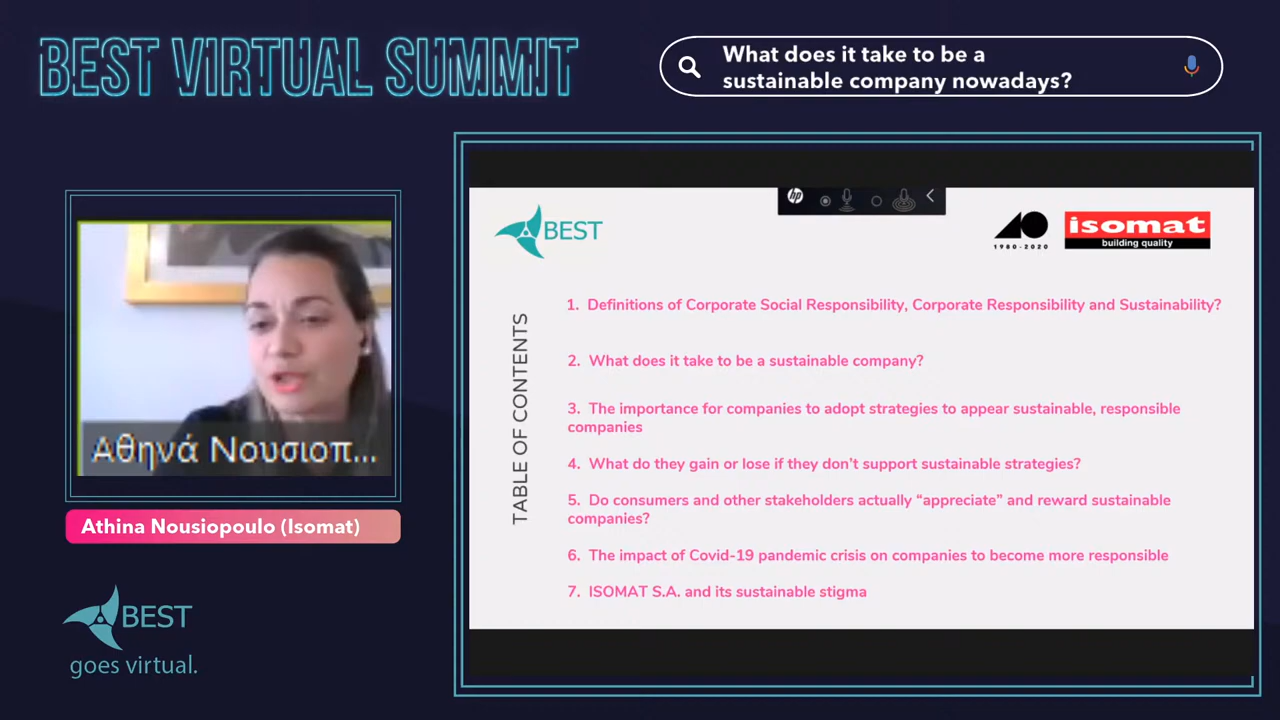 BEST VIRTUAL SUMMIT
What does it take to be a
sustainable company nowadays?
Αθηνά Νουσιοπ...
Athina Nousiopoulo (Isomat)
BEST
goes virtual.
hp
BEST
1980-2020
isomat
building quality
TABLE OF CONTENTS
1. Definitions of Corporate Social Responsibility, Corporate Responsibility and Sustainability?
2. What does it take to be a sustainable company?
3. The importance for companies to adopt strategies to appear sustainable, responsible
companies
4. What do they gain or lose if they don’t support sustainable strategies?
5. Do consumers and other stakeholders actually “appreciate” and reward sustainable
companies?
6. The impact of Covid-19 pandemic crisis on companies to become more responsible
7. ISOMAT S.A. and its sustainable stigma